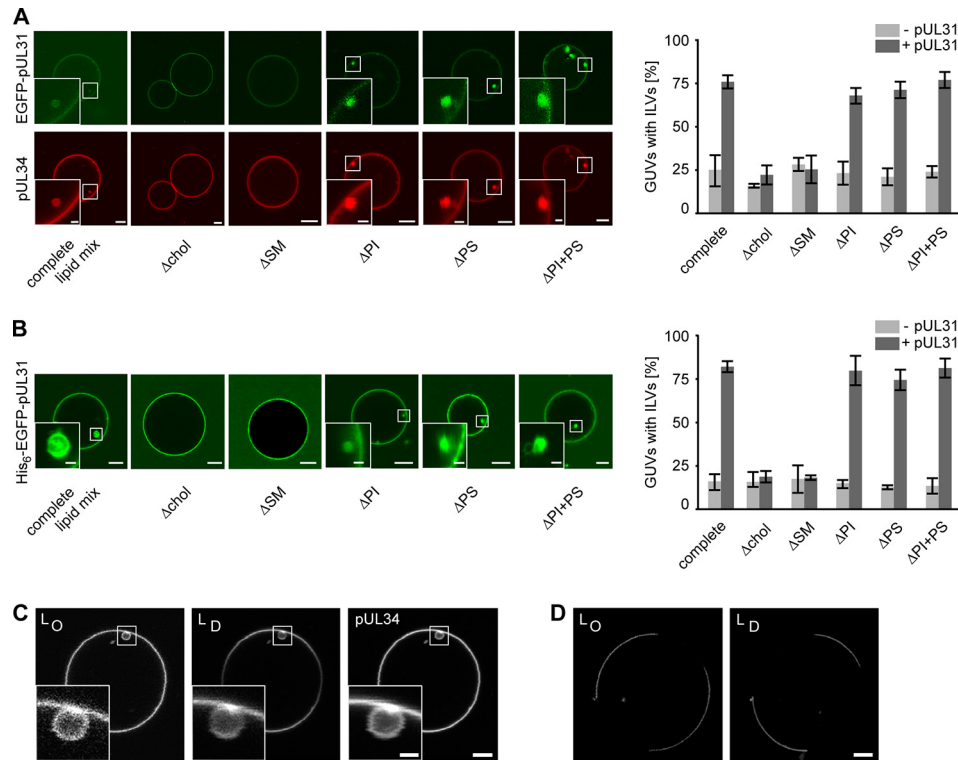 A
EGFP-pUL31
pUL34
complete
lipid mix
Δchol
ΔSM
ΔPI
ΔPS
ΔPI+PS
- pUL31
+ pUL31
GUVs with ILVs [%]
100
75
50
25
0
complete
Δchol
ΔSM
ΔPI
ΔPS
ΔPI+PS
B
His6-EGFP-pUL31
complete
lipid mix
Δchol
ΔSM
ΔPI
ΔPS
ΔPI+PS
- pUL31
+ pUL31
GUVs with ILVs [%]
100
75
50
25
0
complete
Δchol
ΔSM
ΔPI
ΔPS
ΔPI+PS
C
LO
LD
pUL34
D
LO
LD